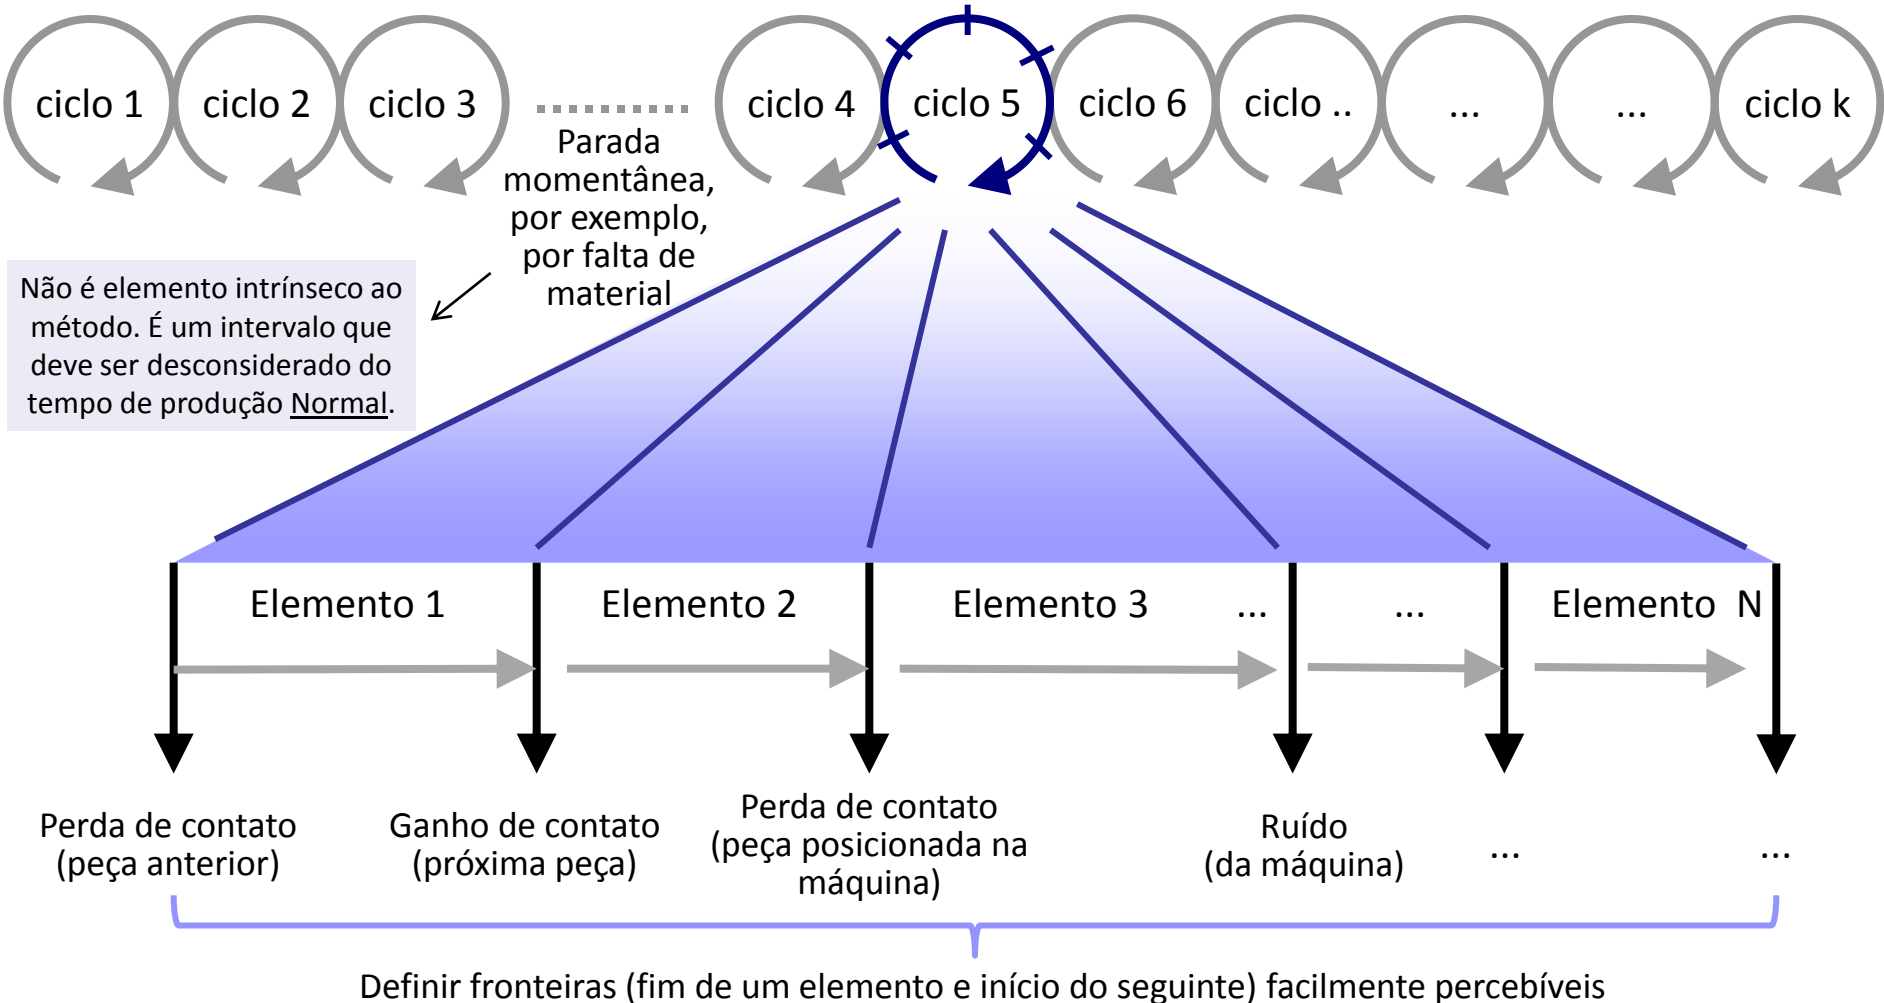 ciclo 1
ciclo 2
ciclo 3
ciclo 4
ciclo 5
ciclo 6
ciclo ..
...
...
ciclo k
Parada
momentânea,
por exemplo,
por falta de
material
Não é elemento intrínseco ao
método. É um intervalo que
deve ser desconsiderado do
tempo de produção Normal.
Elemento 1
Elemento 2
Elemento 3
...
...
Elemento N
Perda de contato
(peça anterior)
Ganho de contato
(próxima peça)
Perda de contato
(peça posicionada na
máquina)
Ruído
(da máquina)
...
...
Definir fronteiras (fim de um elemento e início do seguinte) facilmente percebíveis